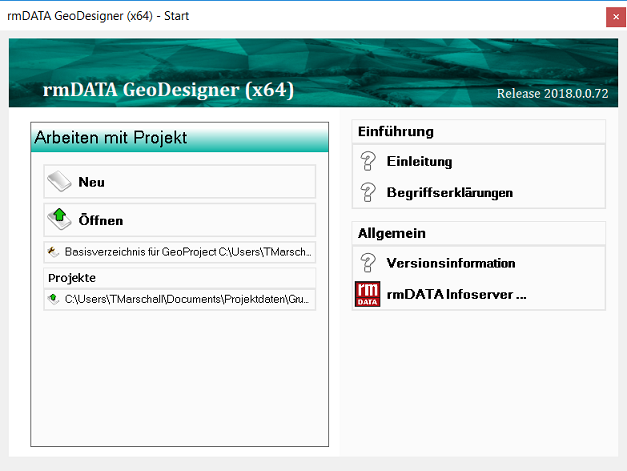 rmDATA GeoDesigner (x64) - Start
rmDATA GeoDesigner (x64)
Release 2018.0.0.72
Arbeiten mit Projekt
Neu
Öffnen
Basisverzeichnis für GeoProject C:\Users\TMarsch...
Projekte
C:\Users\TMarschall\Documents\Projektdaten\Gru...
Einführung
Einleitung
Begriffserklärungen
Allgemein
Versionsinformation
rm DATA
rmDATA Infoserver ...